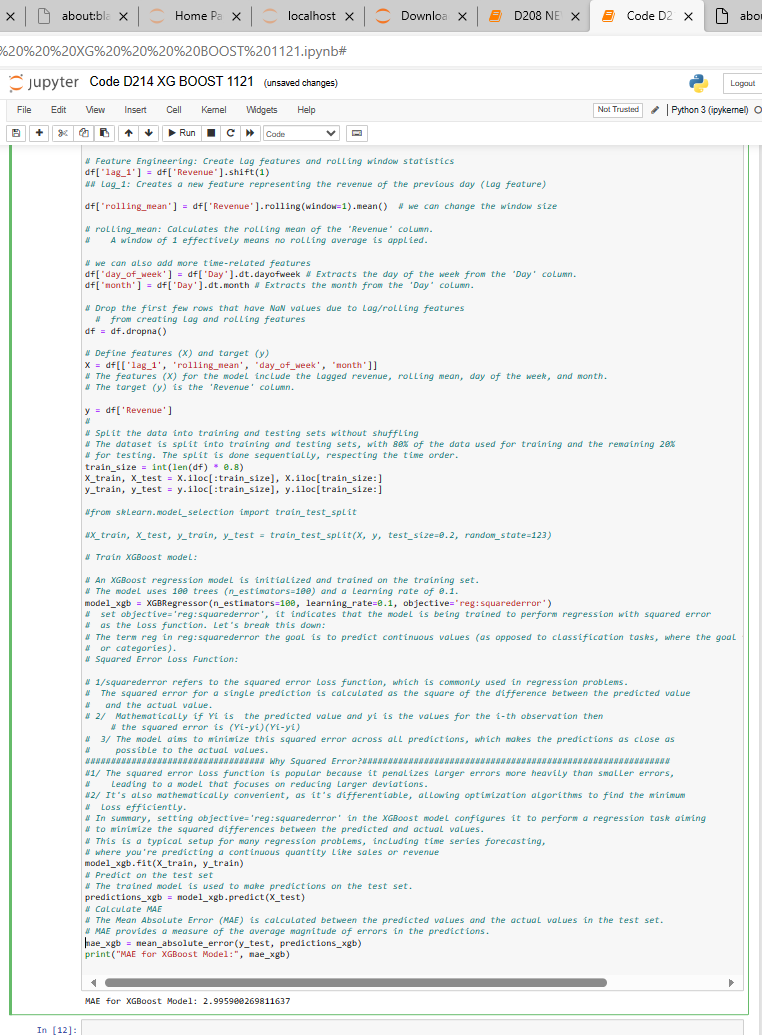 about:bla
Home Pa
localhost
Downloa
D208 NE
Code D2
abou
%20%20%20XG%20%20%20%20BOOST%201121.ipynb#
jupyter Code D214 XG BOOST 1121 (unsaved changes)
Logout
File Edit View Insert Cell Kernel Widgets Help
Not Trusted
Python 3 (ipykernel)
Run
Code
# Feature Engineering: Create lag features and rolling window statistics
df['lag_1'] = df['Revenue'].shift(1)
## Lag_1: Creates a new feature representing the revenue of the previous day (lag feature)
df['rolling_mean'] = df['Revenue'].rolling(window=1).mean()  # we can change the window size
# rolling_mean: Calculates the rolling mean of the 'Revenue' column.
#    A window of 1 effectively means no rolling average is applied.
# we can also add more time-related features
df['day_of_week'] = df['Day'].dt.dayofweek # Extracts the day of the week from the 'Day' column.
df['month'] = df['Day'].dt.month # Extracts the month from the 'Day' column.
# Drop the first few rows that have NaN values due to lag/rolling features
# from creating lag and rolling features
df = df.dropna()
# Define features (X) and target (y)
X = df[['lag_1', 'rolling_mean', 'day_of_week', 'month']]
# The features (X) for the model include the lagged revenue, rolling mean, day of the week, and month.
# The target (y) is the 'Revenue' column.
y = df['Revenue']
#
# Split the data into training and testing sets without shuffling
# The dataset is split into training and testing sets, with 80% of the data used for training and the remaining 20%
# for testing. The split is done sequentially, respecting the time order.
train_size = int(len(df) * 0.8)
X_train, X_test = X.iloc[:train_size], X.iloc[train_size:]
y_train, y_test = y.iloc[:train_size], y.iloc[train_size:]
#from sklearn.model_selection import train_test_split
#X_train, X_test, y_train, y_test = train_test_split(X, y, test_size=0.2, random_state=123)
# Train XGBoost model:
# An XGBoost regression model is initialized and trained on the training set.
# The model uses 100 trees (n_estimators=100) and a learning rate of 0.1.
model_xgb = XGBRegressor(n_estimators=100, learning_rate=0.1, objective='reg:squarederror')
#  set objective='reg:squarederror', it indicates that the model is being trained to perform regression with squared error
#  as the loss function. Let's break this down:
# The term reg in reg:squarederror the goal is to predict continuous values (as opposed to classification tasks, where the goal
#  or categories).
# Squared Error Loss Function:
# 1/squarederror refers to the squared error loss function, which is commonly used in regression problems.
#  The squared error for a single prediction is calculated as the square of the difference between the predicted value
#   and the actual value.
# 2/  Mathematically if Yi is  the predicted value and yi is the values for the i-th observation then
# the squared error is (Yi-yi)(Yi-yi)
#  3/ The model aims to minimize this squared error across all predictions, which makes the predictions as close as
#     possible to the actual values.
################################### Why Squared Error?############################################################
#1/ The squared error loss function is popular because it penalizes larger errors more heavily than smaller errors,
#    leading to a model that focuses on reducing larger deviations.
#2/ It's also mathematically convenient, as it's differentiable, allowing optimization algorithms to find the minimum
#  loss efficiently.
# In summary, setting objective='reg:squarederror' in the XGBoost model configures it to perform a regression task aiming
# to minimize the squared differences between the predicted and actual values.
# This is a typical setup for many regression problems, including time series forecasting,
# where you're predicting a continuous quantity like sales or revenue
model_xgb.fit(X_train, y_train)
# Predict on the test set
# The trained model is used to make predictions on the test set.
predictions_xgb = model_xgb.predict(X_test)
# Calculate MAE
# The Mean Absolute Error (MAE) is calculated between the predicted values and the actual values in the test set.
# MAE provides a measure of the average magnitude of errors in the predictions.
mae_xgb = mean_absolute_error(y_test, predictions_xgb)
print("MAE for XGBoost Model:", mae_xgb)
MAE for XGBoost Model: 2.995900269811637
In [12]: